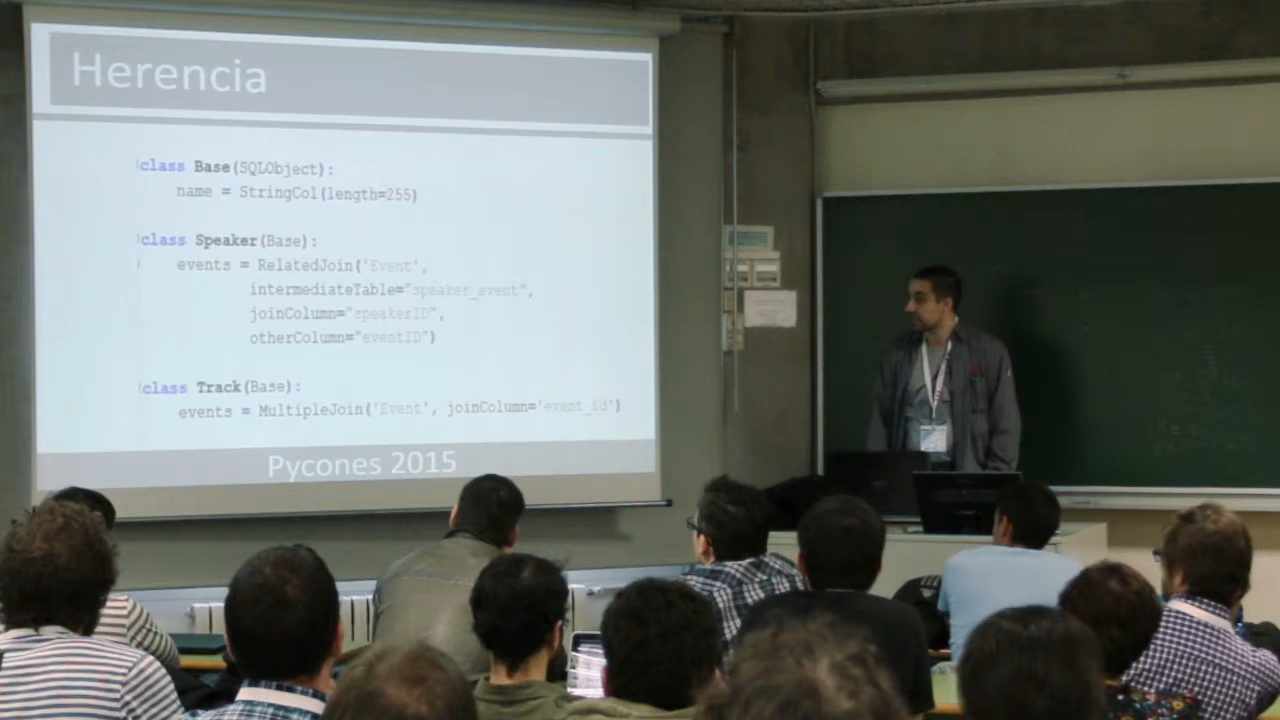 Herencia
class Base(SQLObject):
name = StringCol(length=255)
class Speaker(Base):
events = RelatedJoin('Event',
intermediateTable="speaker_event",
joinColumn="speakerID",
otherColumn="eventID")
class Track(Base):
events = MultipleJoin('Event', joinColumn='event_id')
Pycones 2015